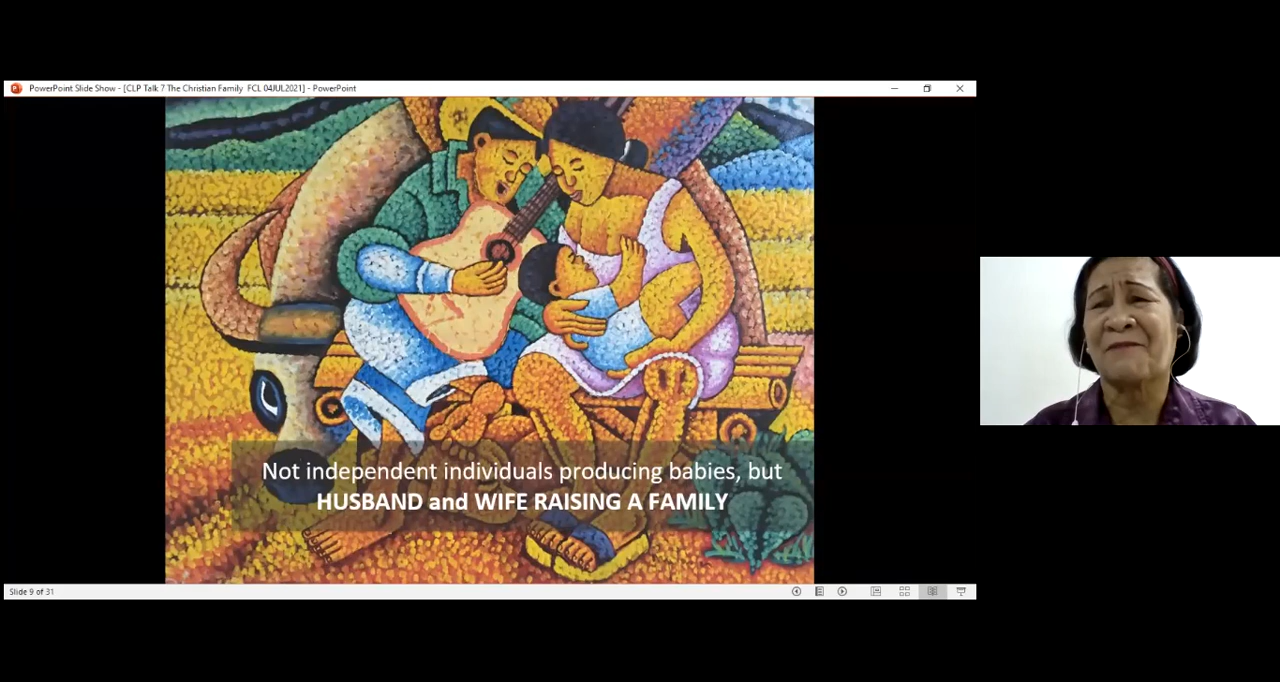 PowerPoint Slide Show - [CLP Talk 7 The Christian Family  FCL 04JUL2021] - PowerPoint
Not independent individuals producing babies, but
HUSBAND and WIFE RAISING A FAMILY
Slide 9 of 31